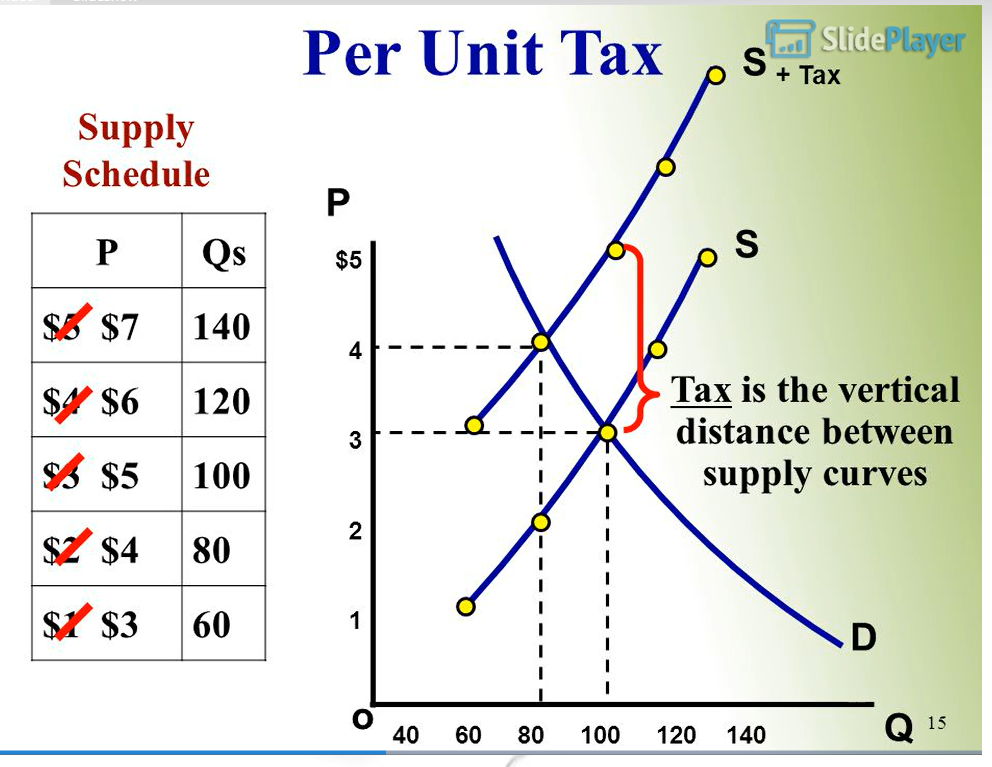 Per Unit Tax
SlidePlayer
S + Tax
Supply
Schedule
P Qs
$5 $7 140
$4 $6 120
$3 $5 100
$2 $4 80
$1 $3 60
P
$5
4
3
2
1
o
40 60 80 100 120 140
Q
S
D
Tax is the vertical
distance between
supply curves
15